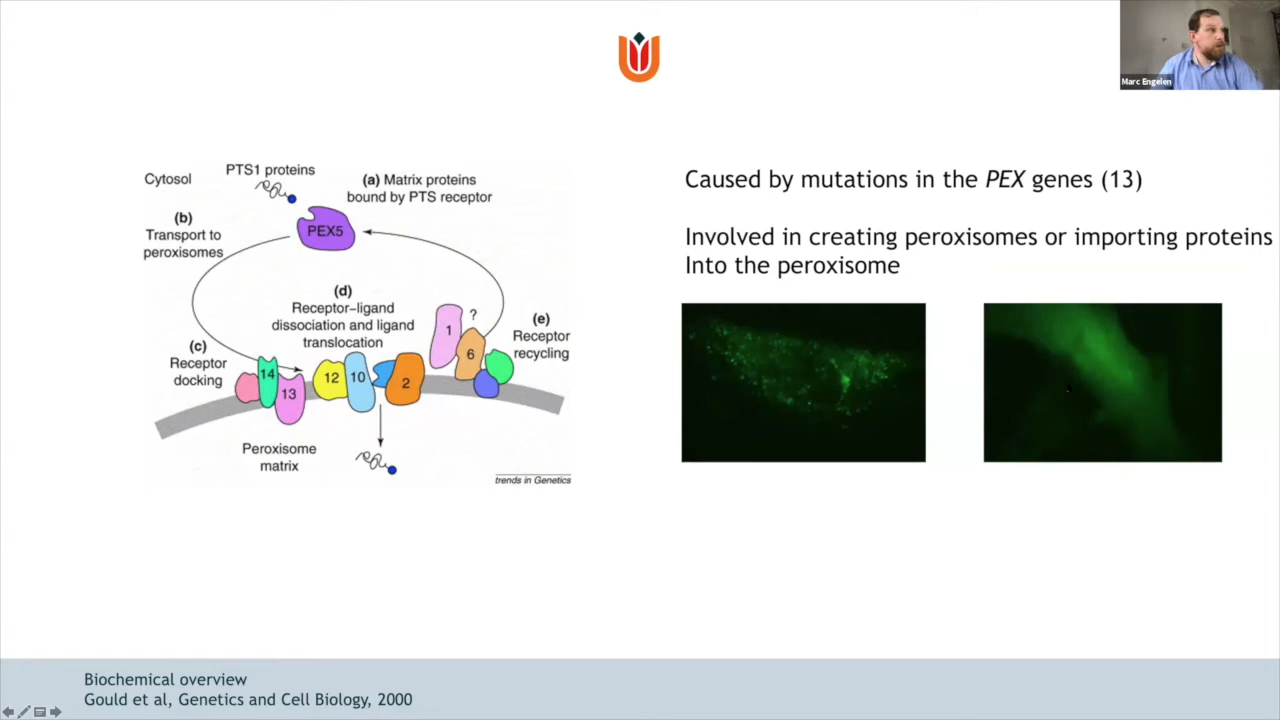 Marc Engelen
Cytosol
PTS1 proteins
(a) Matrix proteins
bound by PTS receptor
(b)
Transport to
peroxisomes
PEX5
(d)
Receptor–ligand
dissociation and ligand
translocation
(c)
Receptor
docking
1
?
6
(e)
Receptor
recycling
14
13
12
10
2
Peroxisome
matrix
trends in Genetics
Caused by mutations in the PEX genes (13)
Involved in creating peroxisomes or importing proteins
Into the peroxisome
Biochemical overview
Gould et al, Genetics and Cell Biology, 2000